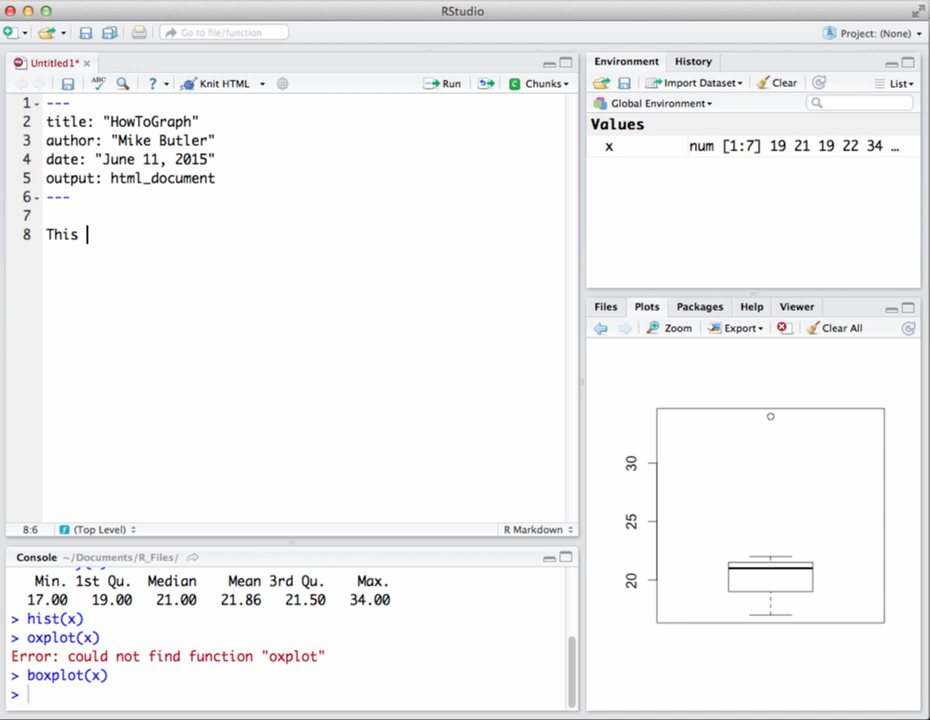 RStudio
Go to file/function
Project: (None)
Untitled1*
ABC
?
Knit HTML
Run
Chunks
1 ---
2 title: "HowToGraph"
3 author: "Mike Butler"
4 date: "June 11, 2015"
5 output: html_document
6 ---
7
8 This
8:6
(Top Level)
R Markdown
Console ~/Documents/R_Files/
Min. 1st Qu. Median Mean 3rd Qu. Max.
17.00 19.00 21.00 21.86 21.50 34.00
> hist(x)
> oxplot(x)
Error: could not find function "oxplot"
> boxplot(x)
>
Environment History
Import Dataset
Clear
List
Global Environment
Values
x num [1:7] 19 21 19 22 34 …
Files Plots Packages Help Viewer
Zoom
Export
Clear All
30
25
20